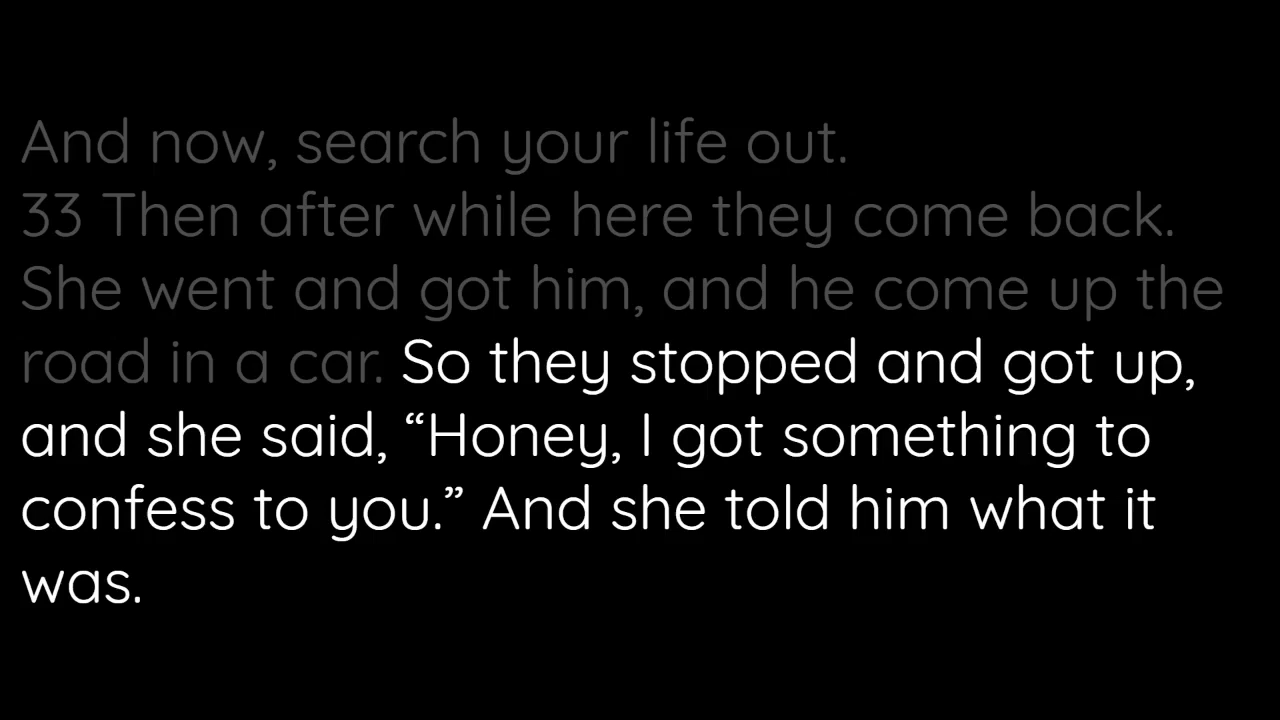 And now, search your life out.
33 Then after while here they come back.
She went and got him, and he come up the
road in a car. So they stopped and got up,
and she said, “Honey, I got something to
confess to you.” And she told him what it
was.